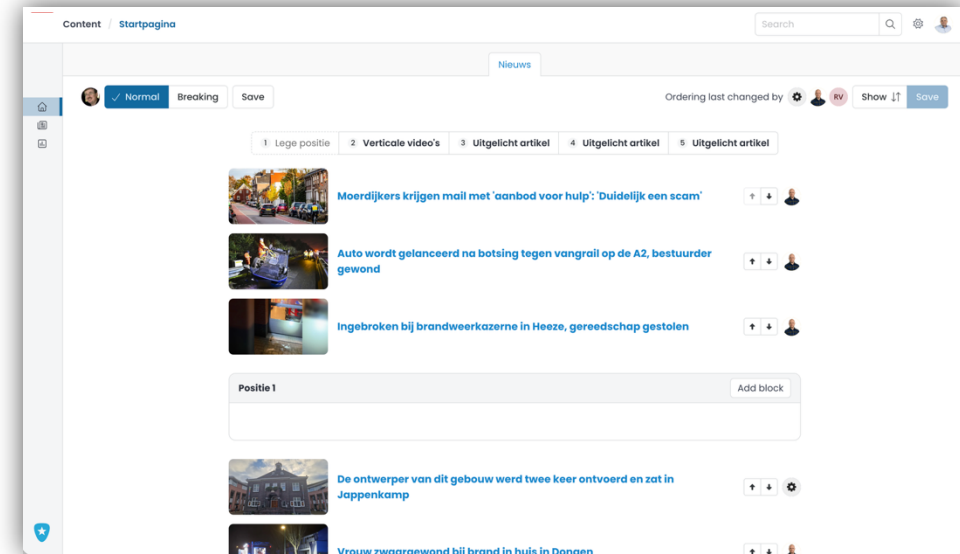 Content / Startpagina
Search
Nieuws
Normal Breaking Save
Ordering last changed by RV Show Save
1 Lege positie 2 Verticale video's 3 Uitgelicht artikel 4 Uitgelicht artikel 5 Uitgelicht artikel
Moerdijkers krijgen mail met 'aanbod voor hulp': 'Duidelijk een scam'
Auto wordt gelanceerd na botsing tegen vangrail op de A2, bestuurder
gewond
Ingebroken bij brandweerkazerne in Heeze, gereedschap gestolen
Positie 1 Add block
De ontwerper van dit gebouw werd twee keer ontvoerd en zat in
Jappenkamp
Vrouw zwaargewond bij brand in huis in Dongen